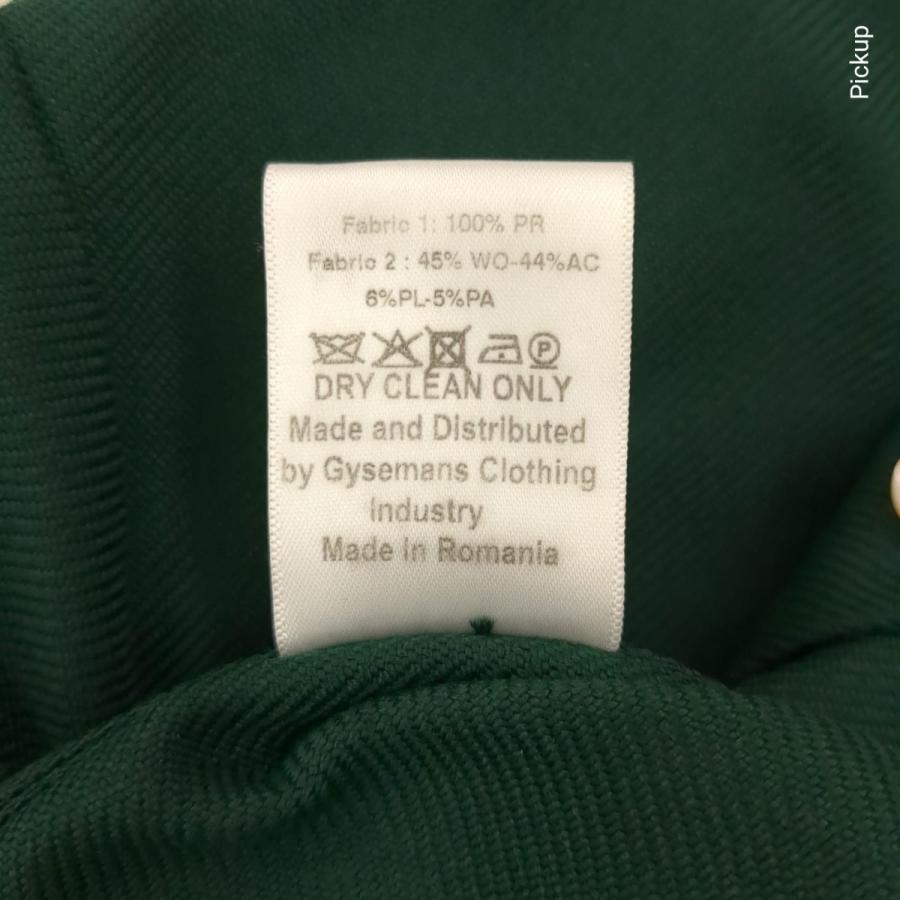 Pickup
Fabric 1: 100% PR
Fabric 2 : 45% WO-44%AC
6%PL-5%PA
P
DRY CLEAN ONLY
Made and Distributed
by Gysemans Clothing
Industry
Made in Romania